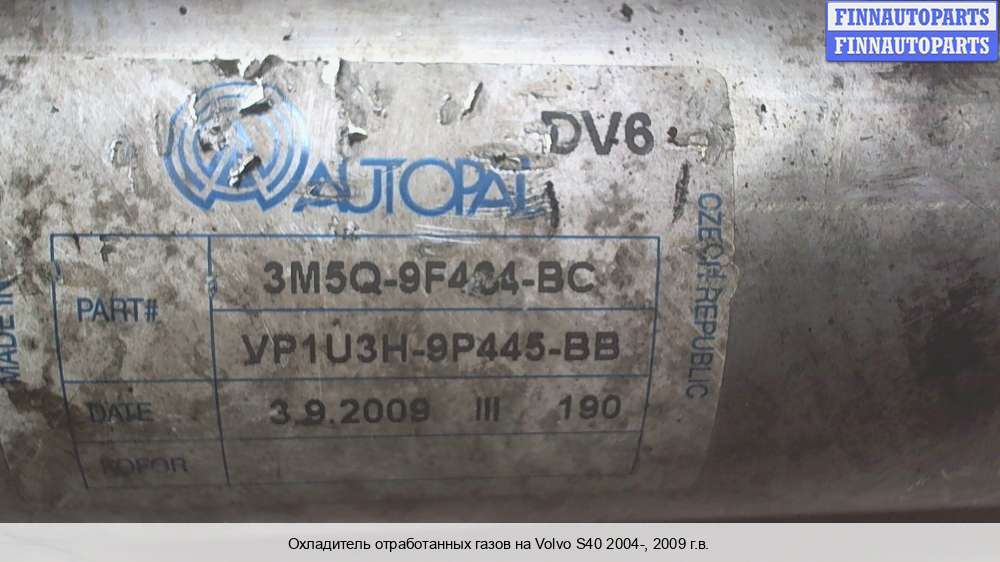 FINNAUTOPARTS
FINNAUTOPARTS
DV6
AUTOPAL
MADE IN
CZECH REPUBLIC
PART#
3M5Q-9F464-BC
VP1U3H-9P445-BB
DATE 3.9.2009 III 190
Охладитель отработанных газов на Volvo S40 2004-, 2009 г.в.